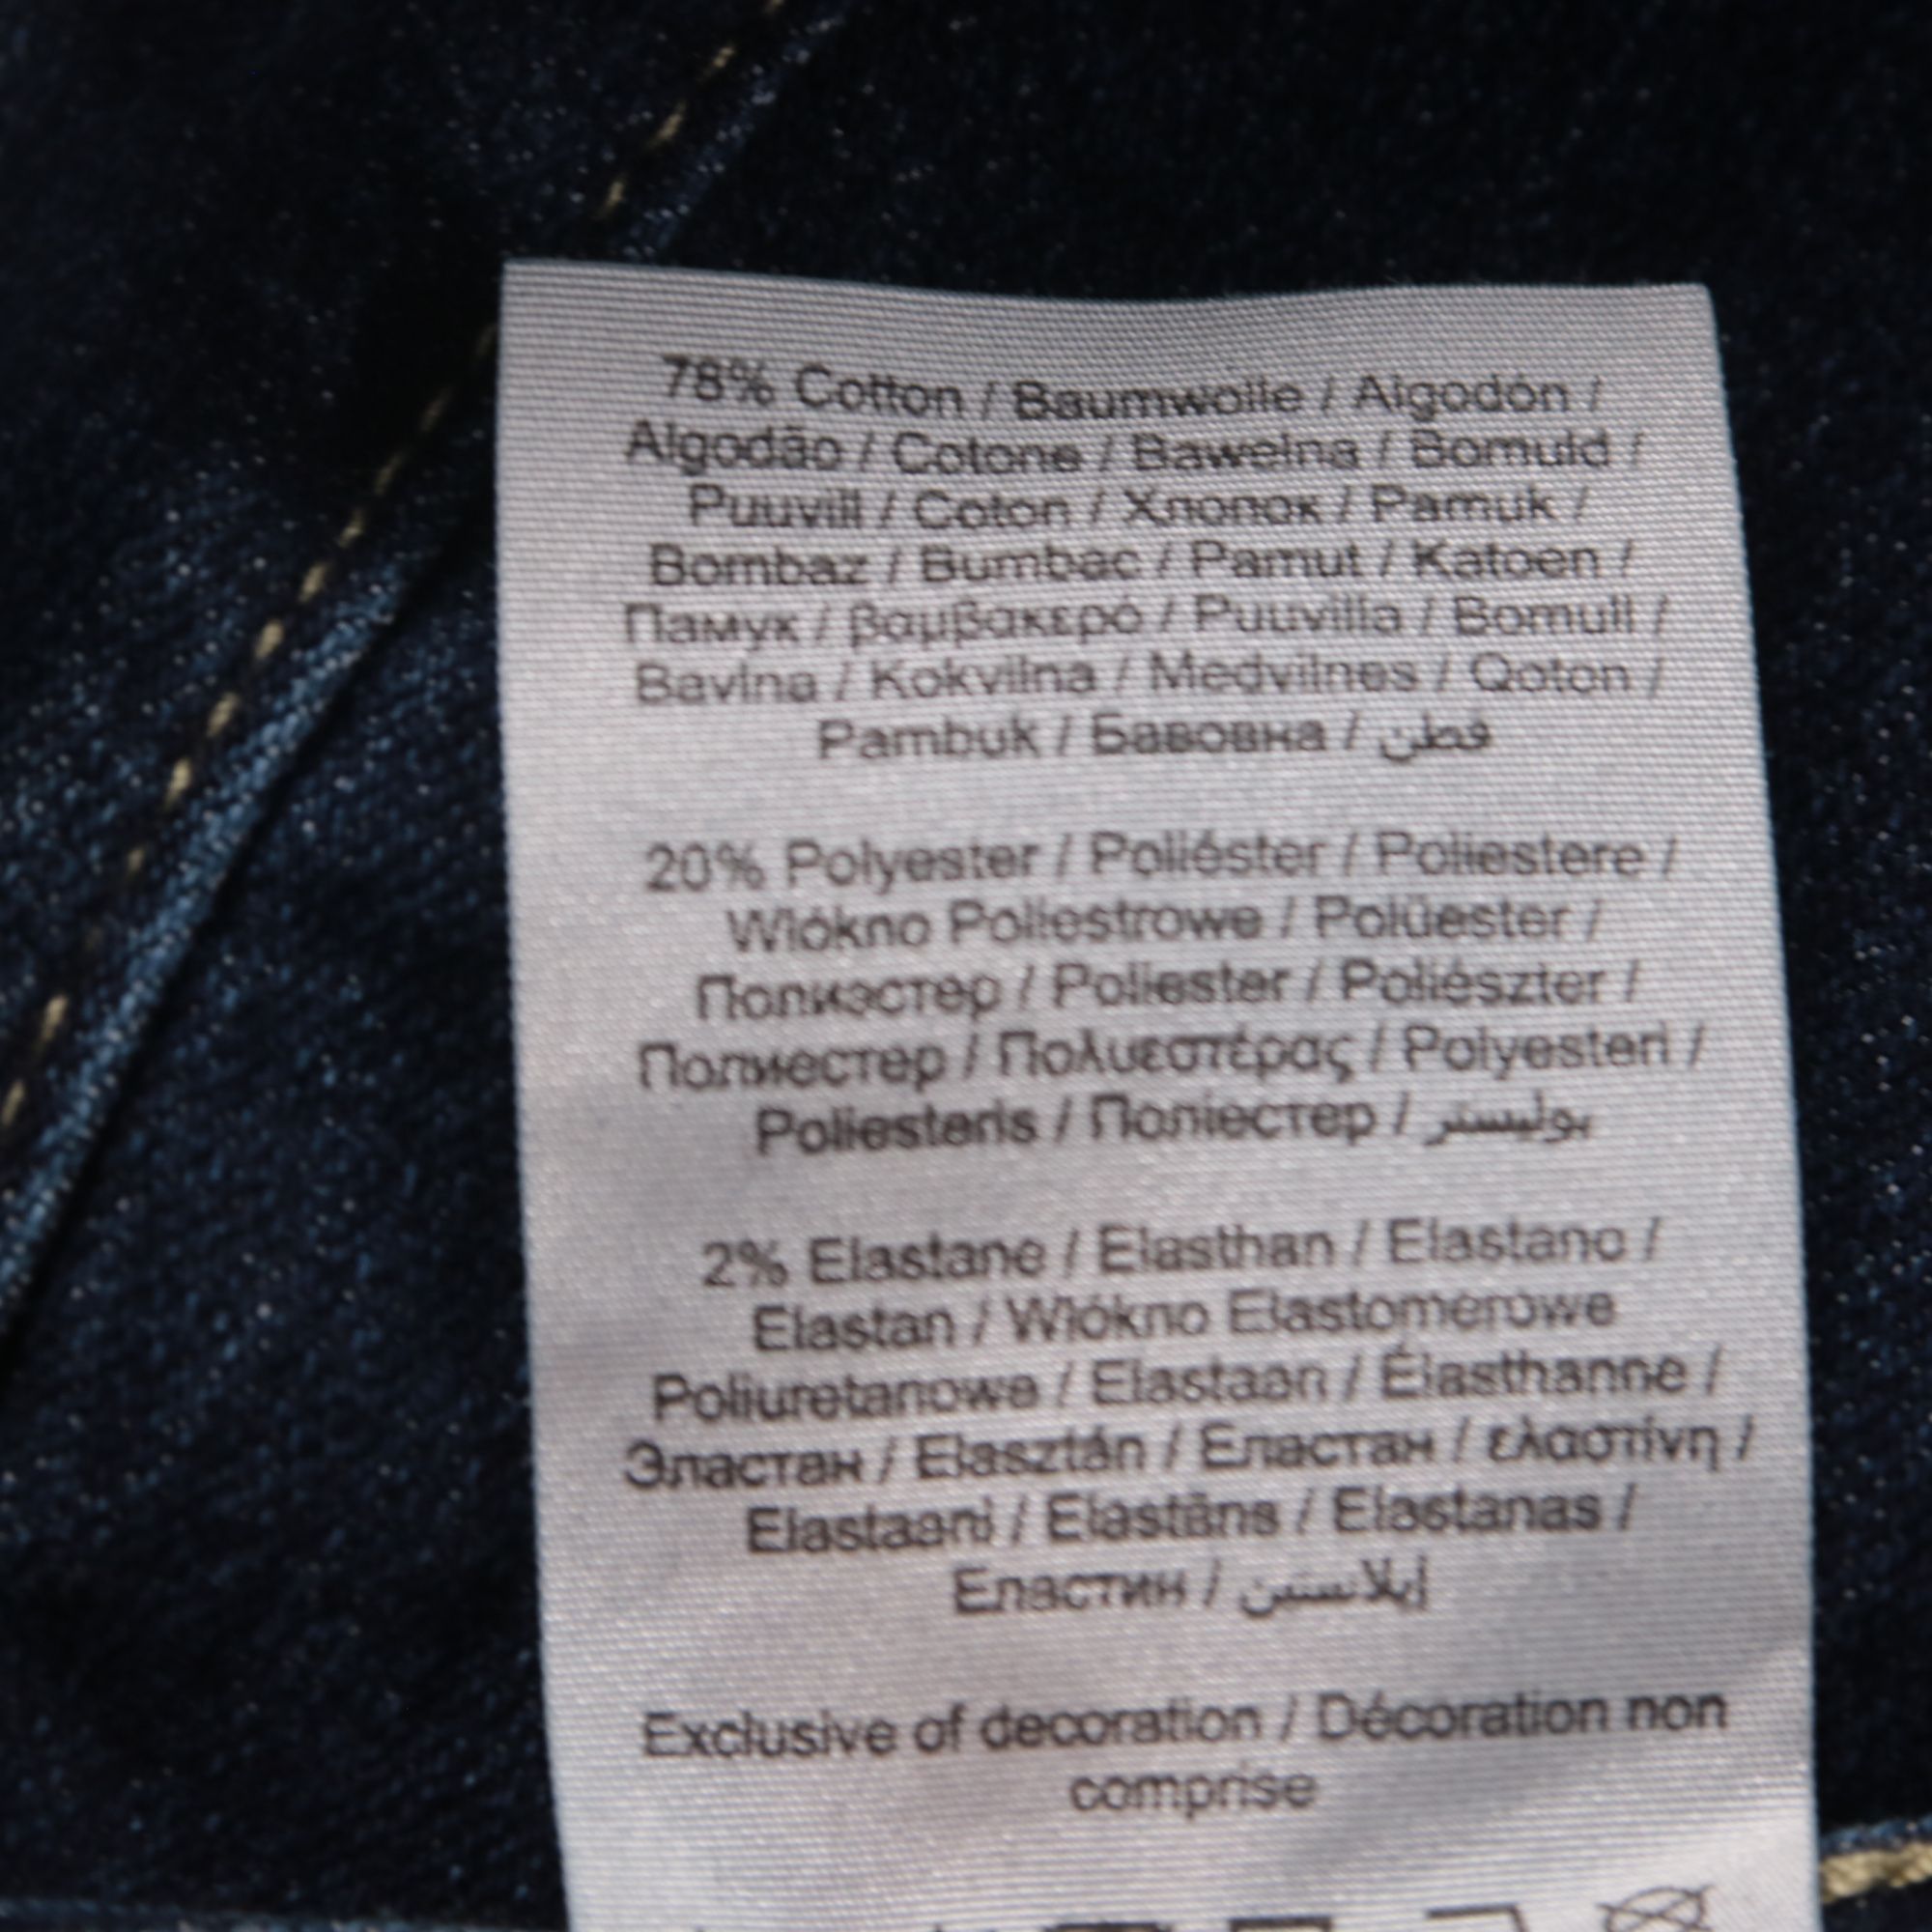 78% Cotton / Baumwolle / Algodón /
Algodão / Cotone / Bawełna / Bomuld /
Puuvill / Coton / Хлопок / Pamuk /
Bombaž / Bumbac / Pamut / Katoen /
Памук / βαμβακερό / Puuvilla / Bomull /
Bavlna / Kokvilna / Medvilnės / Qoton /
Pambuk / Бавовна / قطن
20% Polyester / Poliéster / Poliestere /
Włókno Poliestrowe / Polüester /
Полиэстер / Poliester / Poliészter /
Полиестер / Πολυεστέρας / Polyesteri /
Poliesteris / Поліестер / بوليستر
2% Elastane / Elasthan / Elastano /
Elastan / Włókno Elastomerowe
Poliuretanowe / Elastaan / Élasthanne /
Эластан / Elasztán / Еластан / ελαστίνη /
Elastaani / Elastāns / Elastanas /
Еластин / إيلاستين
Exclusive of decoration / Décoration non
comprise